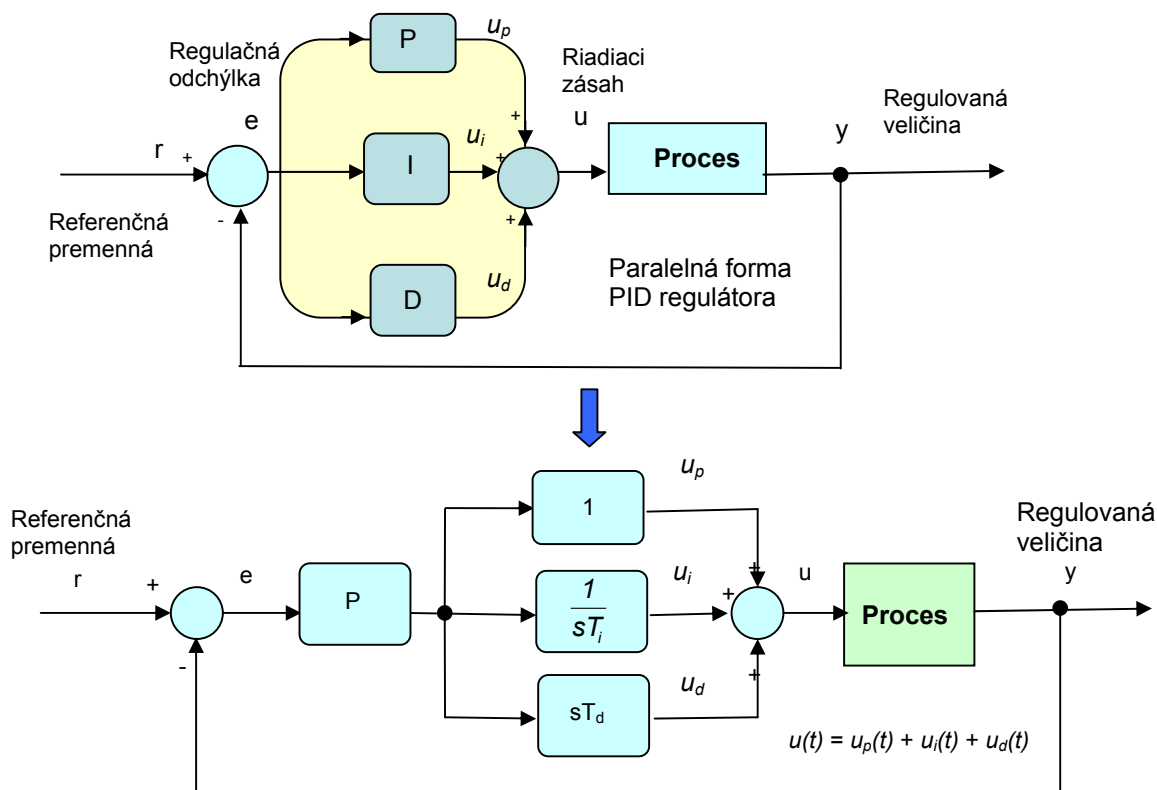 P
u_p
Regulačná
odchýlka
Riadiaci
zásah
Regulovaná
veličina
e
u
y
r
+
u_i
+
+
I
Proces
Referenčná
premenná
-
+
u_d
D
Paralelná forma
PID regulátora
u_p
1
Referenčná
premenná
Regulovaná
veličina
r
+
e
P
u_i
1
sT_i
+
+
u
Proces
y
-
u_d
+
sT_d
u(t) = u_p(t) + u_i(t) + u_d(t)